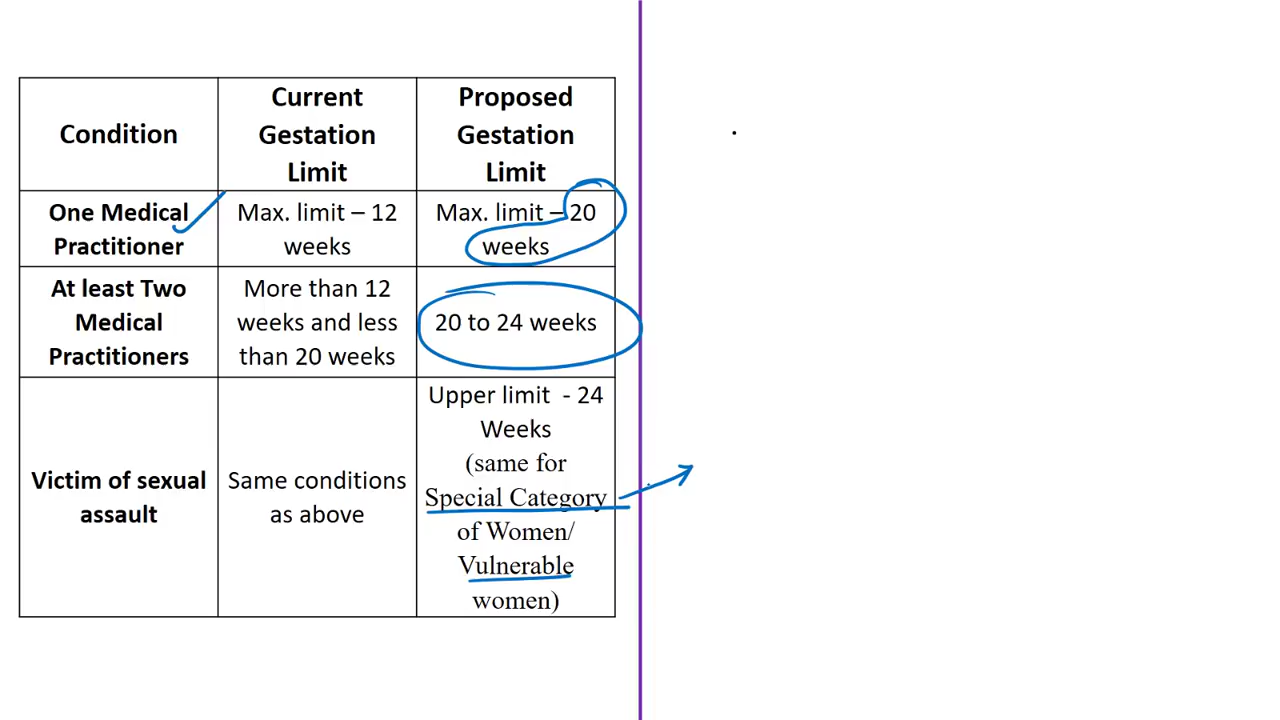 Condition
Current
Gestation
Limit
Proposed
Gestation
Limit
One Medical
Practitioner
Max. limit – 12
weeks
Max. limit – 20
weeks
At least Two
Medical
Practitioners
More than 12
weeks and less
than 20 weeks
20 to 24 weeks
Victim of sexual
assault
Same conditions
as above
Upper limit - 24
Weeks
(same for
Special Category
of Women/
Vulnerable
women)